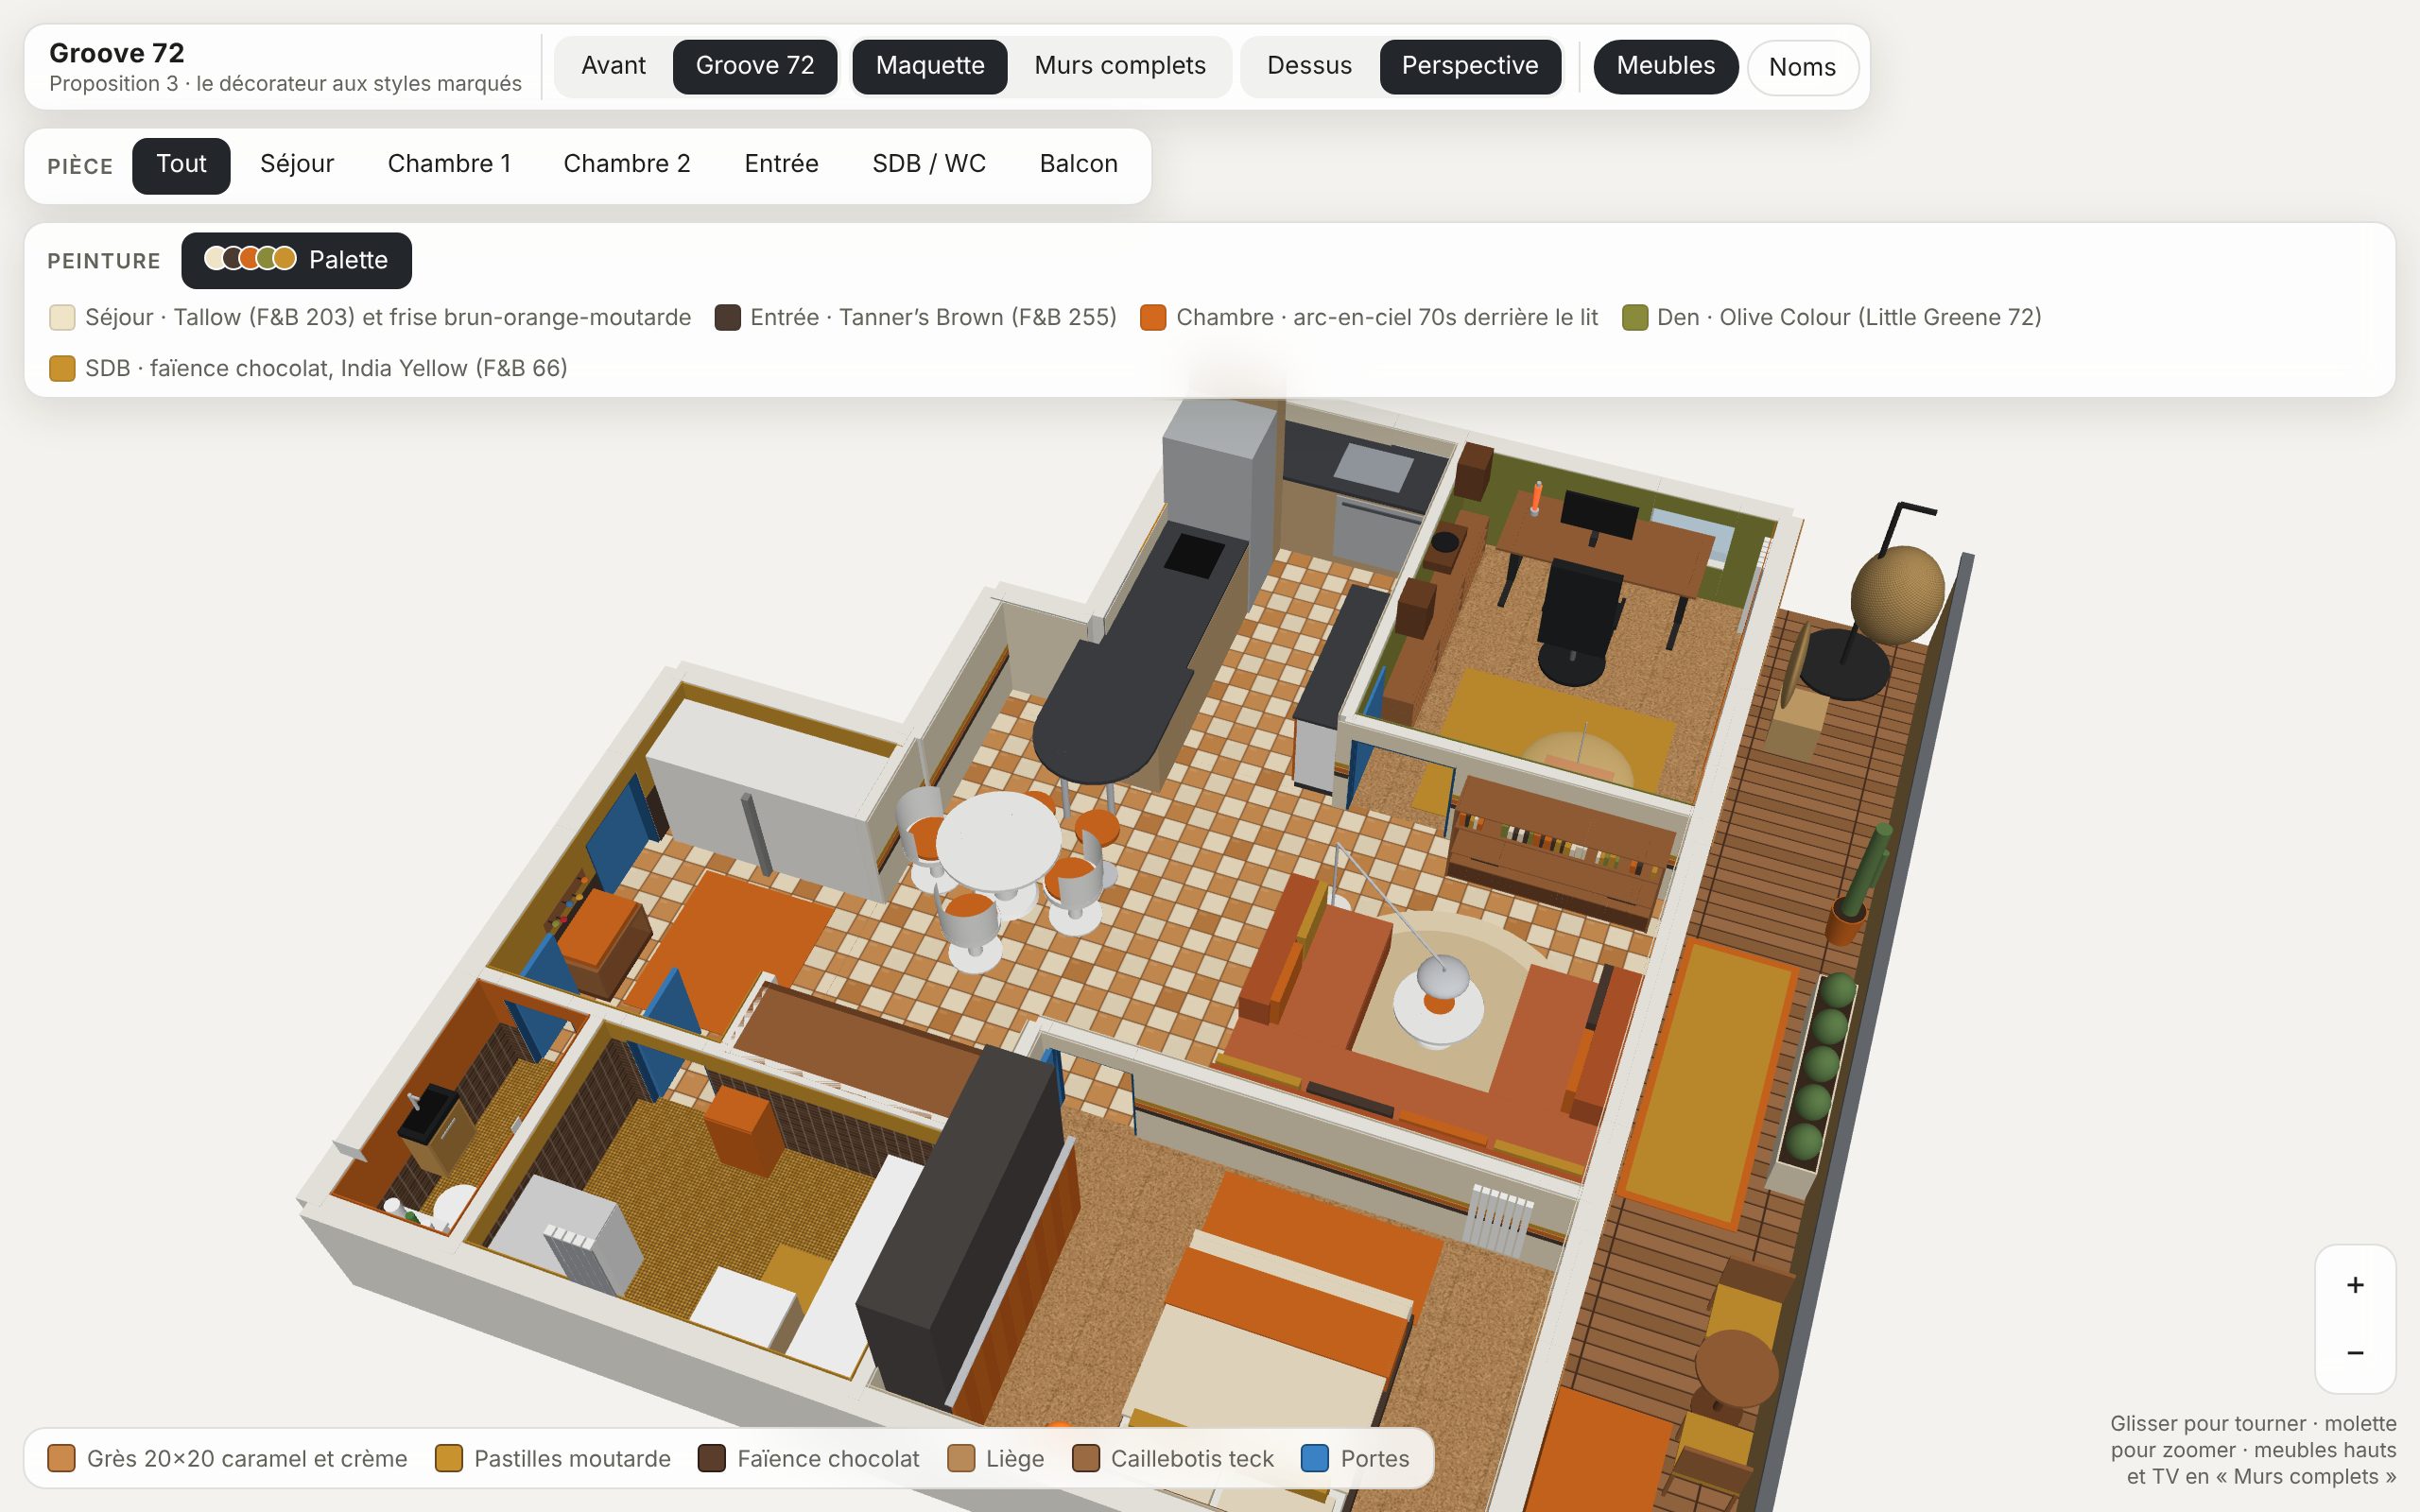 Groove 72
Proposition 3 · le décorateur aux styles marqués
Avant Groove 72 Maquette Murs complets Dessus Perspective Meubles Noms
PIÈCE Tout Séjour Chambre 1 Chambre 2 Entrée SDB / WC Balcon
PEINTURE Palette
Séjour · Tallow (F&B 203) et frise brun-orange-moutarde Entrée · Tanner’s Brown (F&B 255) Chambre · arc-en-ciel 70s derrière le lit Den · Olive Colour (Little Greene 72)
SDB · faïence chocolat, India Yellow (F&B 66)
+
−
Glisser pour tourner · molette
pour zoomer · meubles hauts
et TV en « Murs complets »
Grès 20×20 caramel et crème Pastilles moutarde Faïence chocolat Liège Caillebotis teck Portes